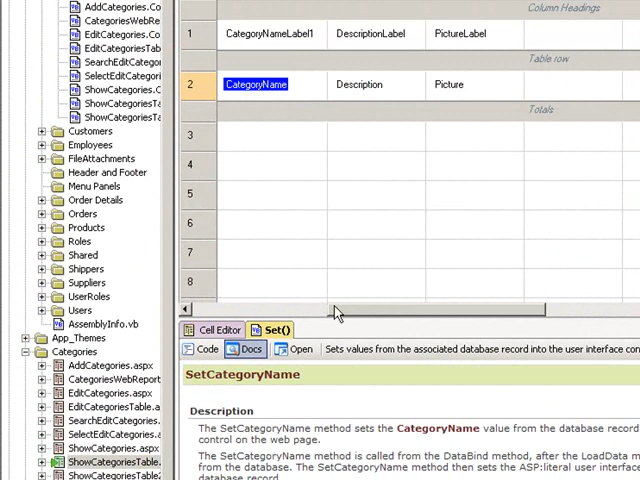 AddCategories.Co
CategoriesWebRe
EditCategories.Co
EditCategoriesTab
SearchEditCatego
SelectEditCategori
ShowCategories.C
ShowCategoriesTa
ShowCategoriesTa
Customers
Employees
FileAttachments
Header and Footer
Menu Panels
Order Details
Orders
Products
Roles
Shared
Shippers
Suppliers
UserRoles
Users
AssemblyInfo.vb
App_Themes
Categories
AddCategories.aspx
CategoriesWebReport
EditCategories.aspx
EditCategoriesTable.a
SearchEditCategories.
SelectEditCategories.
ShowCategories.aspx
ShowCategoriesTable.
ShowCategoriesTable2
Column Headings
1 CategoryNameLabel1 DescriptionLabel PictureLabel
Table row
2 CategoryName Description Picture
Totals
3
4
5
6
7
8
Cell Editor Set()
Code Docs Open Sets values from the associated database record into the user interface con
SetCategoryName
Description
The SetCategoryName method sets the CategoryName value from the database record
control on the web page.
The SetCategoryName method is called from the DataBind method, after the LoadData m
from the database. The SetCategoryName method then sets the ASP:literal user interface
database record.